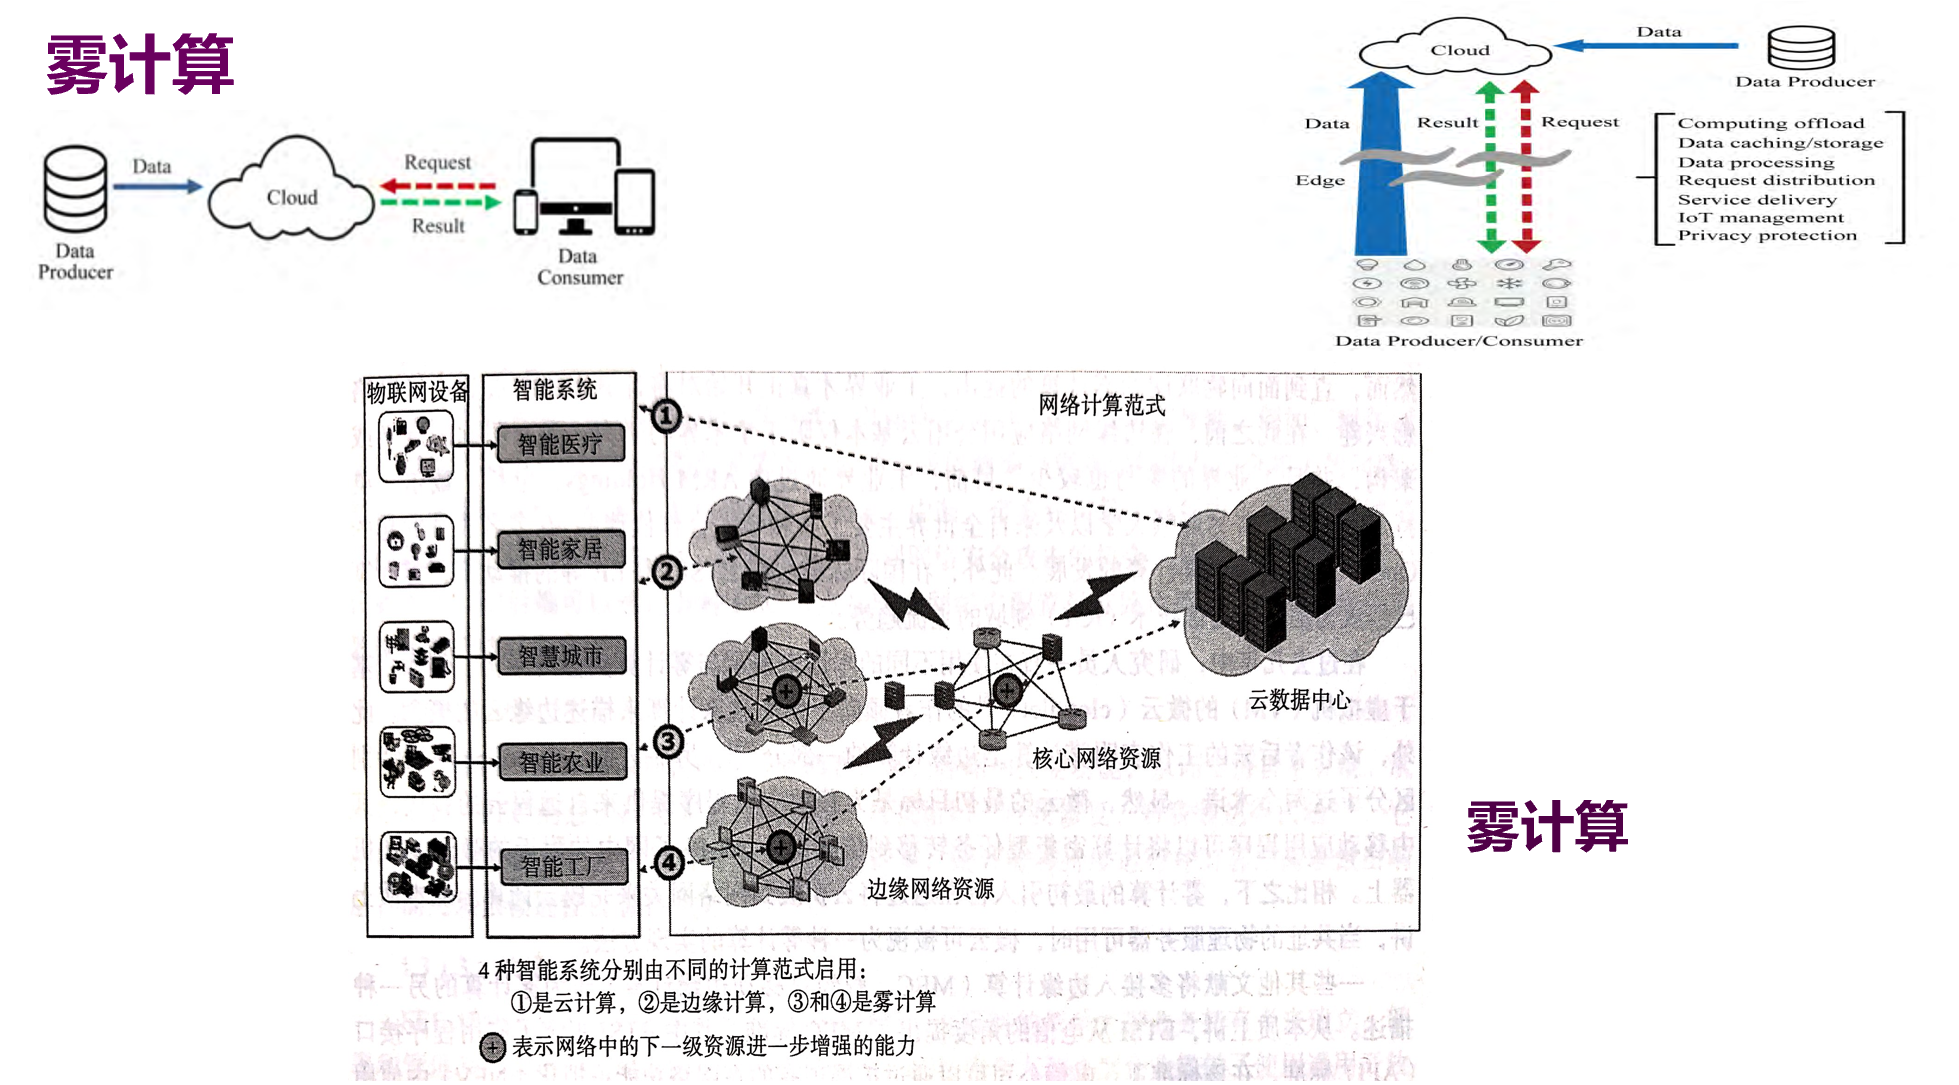 雾计算
Data
Cloud
Request
Result
Data
Producer
Data
Consumer
Cloud
Data
Data Producer
Data
Result
Request
Edge
Computing offload
Data caching/storage
Data processing
Request distribution
Service delivery
IoT management
Privacy protection
Data Producer/Consumer
物联网设备
智能系统
网络计算范式
智能医疗
智能家居
智慧城市
智能农业
智能工厂
①
②
③
④
云数据中心
核心网络资源
边缘网络资源
雾计算
4种智能系统分别由不同的计算范式启用：
①是云计算，②是边缘计算，③和④是雾计算
⊕ 表示网络中的下一级资源进一步增强的能力